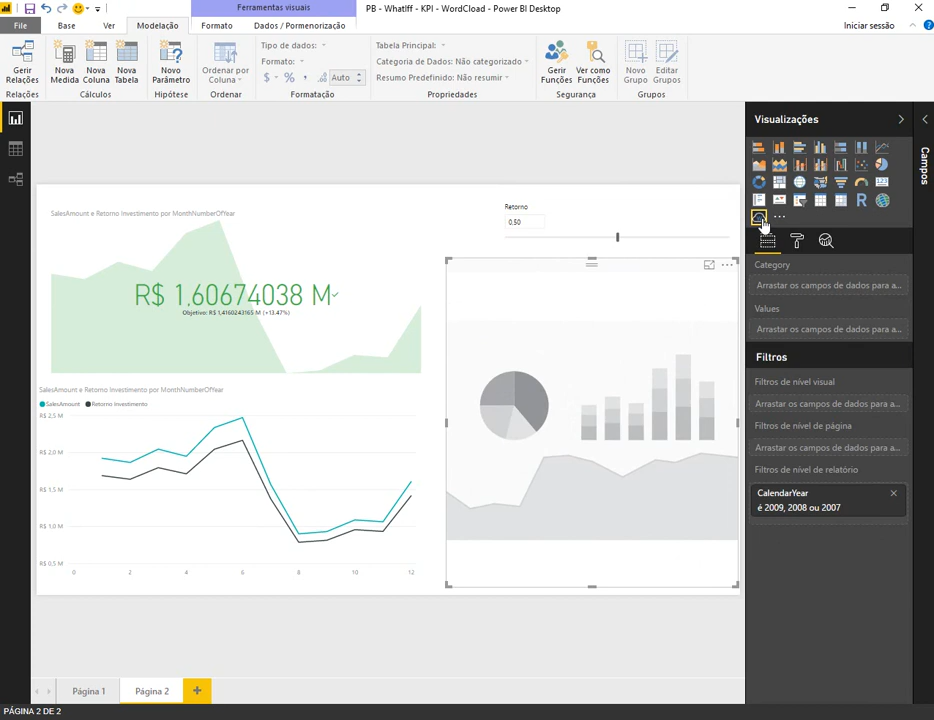 Ferramentas visuais
PB - WhatIff - KPI - WordCload - Power BI Desktop
File
Base
Ver
Modelação
Formato
Dados / Pormenorização
Iniciar sessão
Gerir Relações
Nova Medida
Nova Coluna
Nova Tabela
Novo Parâmetro
Ordenar por Coluna
Tipo de dados:
Formato:
$ % , Auto
Tabela Principal:
Categoria de Dados: Não categorizado
Resumo Predefinido: Não resumir
Gerir Funções
Ver como Funções
Novo Grupo
Editar Grupos
Relações
Cálculos
Hipótese
Ordenar
Formatação
Propriedades
Segurança
Grupos
SalesAmount e Retorno Investimento por MonthNumberOfYear
R$ 1,60674038 M
Objetivo: R$ 1,4160243165 M (+13.47%)
SalesAmount e Retorno Investimento por MonthNumberOfYear
SalesAmount
Retorno Investimento
R$ 2,5 M
R$ 2,0 M
R$ 1,5 M
R$ 1,0 M
R$ 0,5 M
0 2 4 6 8 10 12
Retorno
0,50
Visualizações
Campos
123
R
Category
Arrastar os campos de dados para a...
Values
Arrastar os campos de dados para a...
Filtros
Filtros de nível visual
Arrastar os campos de dados para a...
Filtros de nível de página
Arrastar os campos de dados para a...
Filtros de nível de relatório
CalendarYear
é 2009, 2008 ou 2007
Página 1
Página 2
PÁGINA 2 DE 2